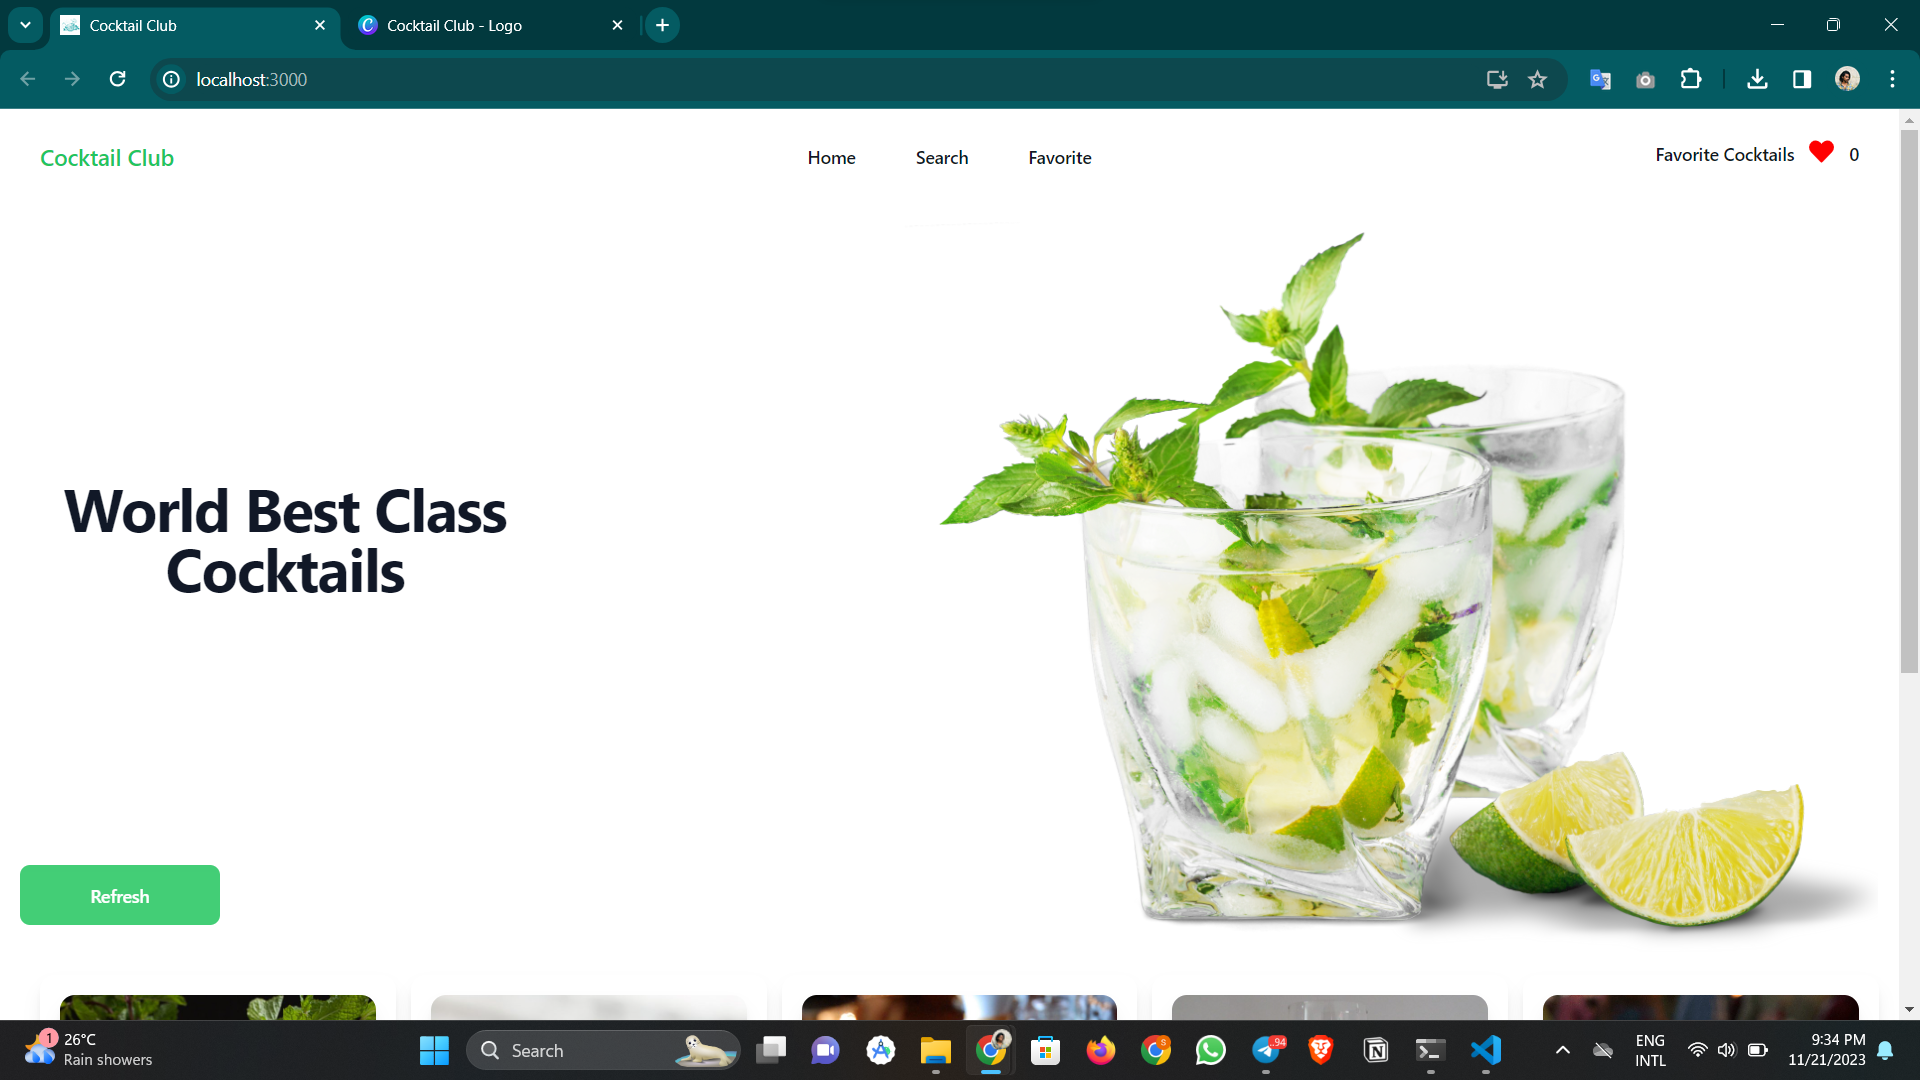 Cocktail Club
Cocktail Club - Logo
localhost:3000
Cocktail Club
Home
Search
Favorite
Favorite Cocktails
0
World Best Class
Cocktails
Refresh
1
26°C
Rain showers
Search
S
94
ENG
INTL
9:34 PM
11/21/2023